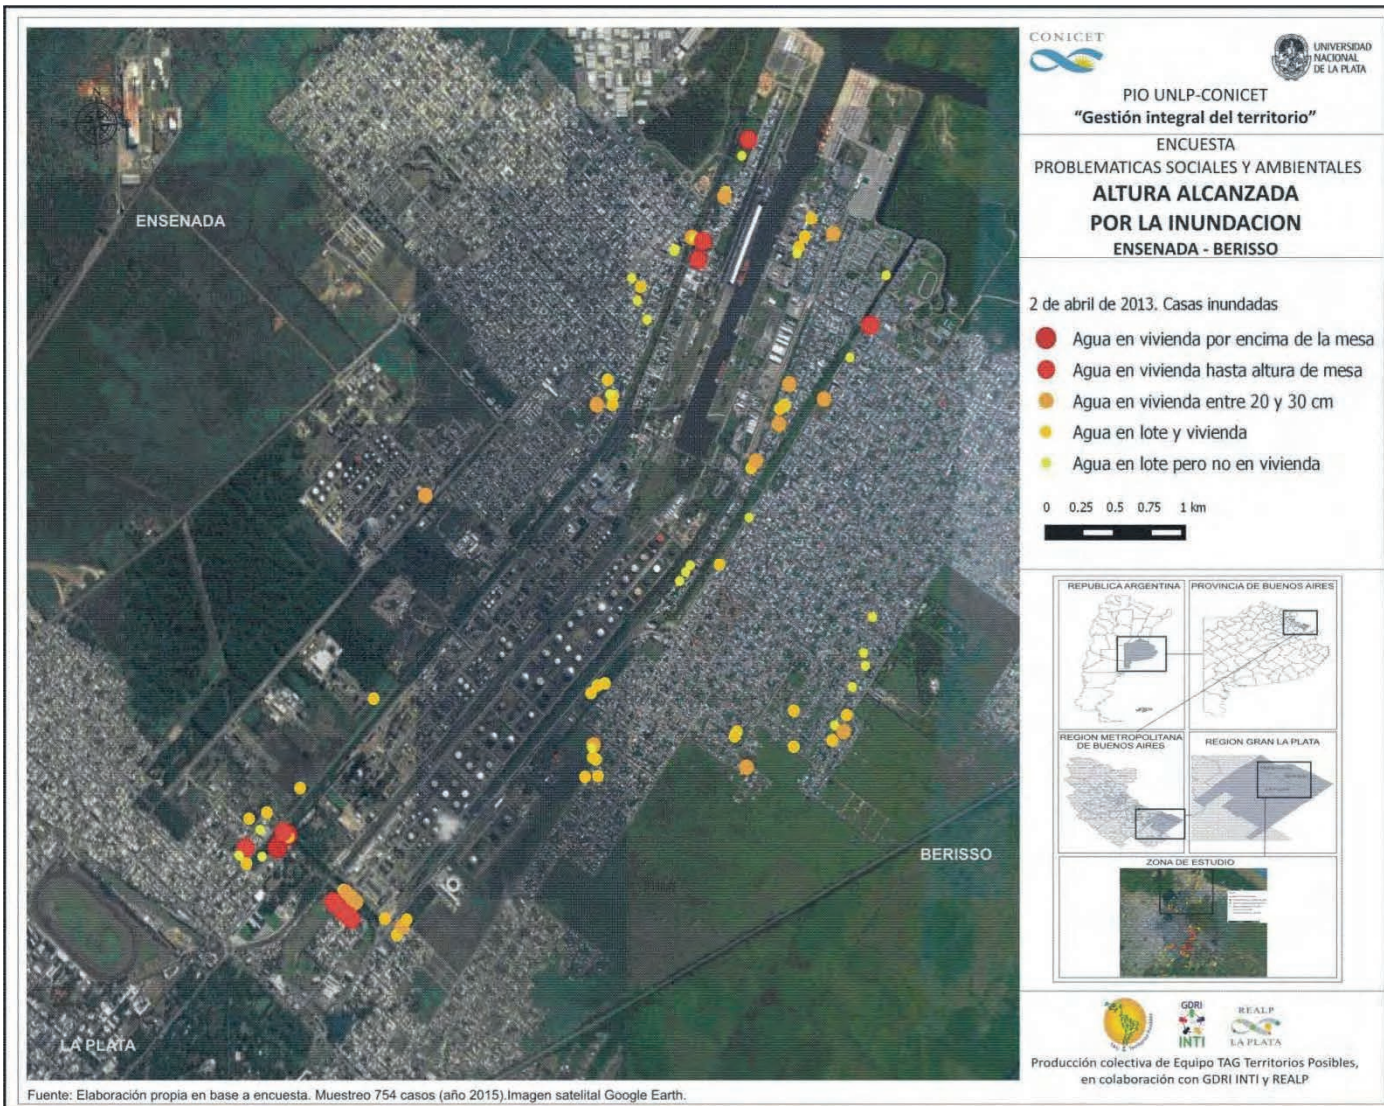 ENSENADA
BERISSO
LA PLATA
Fuente: Elaboración propia en base a encuesta. Muestreo 754 casos (año 2015).Imagen satelital Google Earth.
CONICET
UNIVERSIDAD
NACIONAL
DE LA PLATA
PIO UNLP-CONICET
“Gestión integral del territorio”
ENCUESTA
PROBLEMATICAS SOCIALES Y AMBIENTALES
ALTURA ALCANZADA
POR LA INUNDACION
ENSENADA - BERISSO
2 de abril de 2013. Casas inundadas
Agua en vivienda por encima de la mesa
Agua en vivienda hasta altura de mesa
Agua en vivienda entre 20 y 30 cm
Agua en lote y vivienda
Agua en lote pero no en vivienda
0 0.25 0.5 0.75 1 km
REPUBLICA ARGENTINA
PROVINCIA DE BUENOS AIRES
REGION METROPOLITANA
DE BUENOS AIRES
REGION GRAN LA PLATA
ZONA DE ESTUDIO
GDRI
INTI
REALP
LA PLATA
Producción colectiva de Equipo TAG Territorios Posibles,
en colaboración con GDRI INTI y REALP